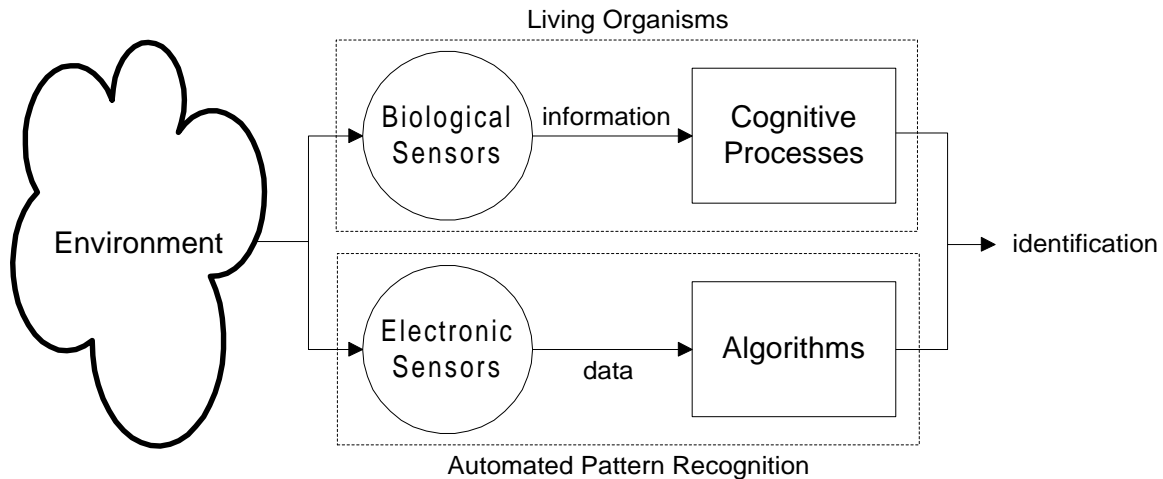 Living Organisms
Biological
Sensors
information
Cognitive
Processes
Environment
identification
Electronic
Sensors
data
Algorithms
Automated Pattern Recognition